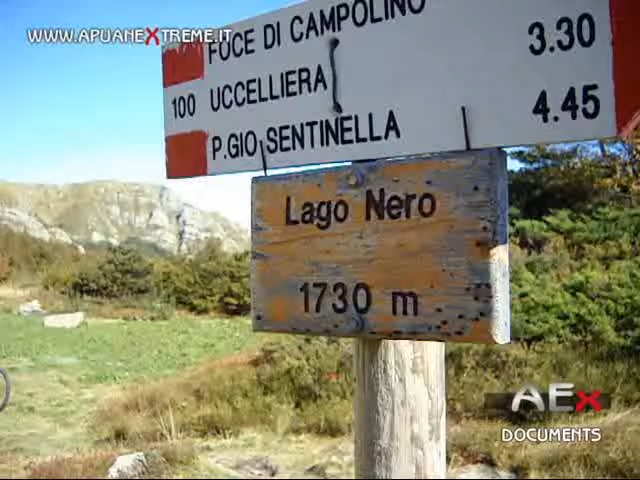 WWW.APUANEXTREME.IT
FOCE DI CAMPOLINO 3.30
100 UCCELLIERA
P.GIO SENTINELLA 4.45
Lago Nero
1730 m
AEx
DOCUMENTS